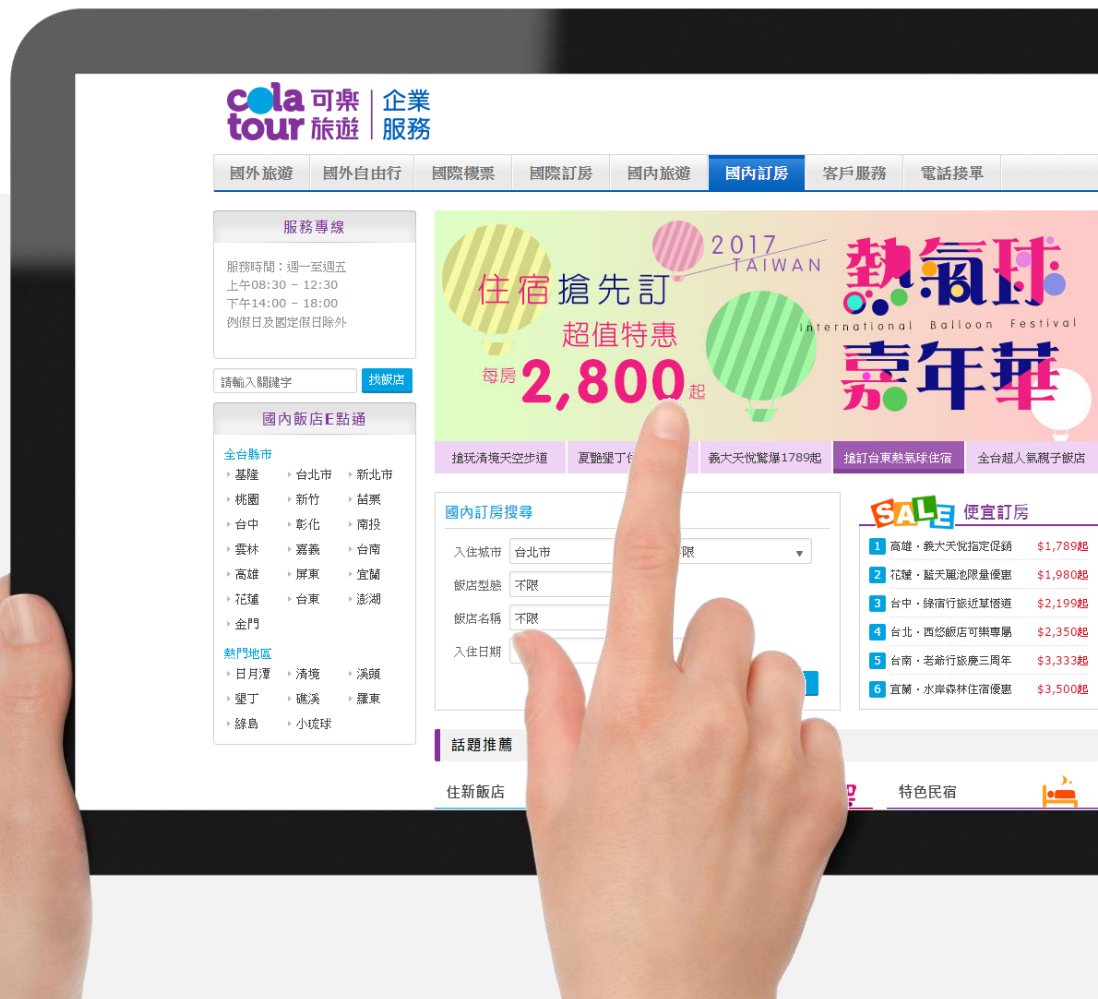 cola 可樂 企業
tour 旅遊 服務
國外旅遊 國外自由行 國際機票 國際訂房 國內旅遊 國內訂房 客戶服務 電話接單
服務專線
服務時間：週一至週五
上午08:30 – 12:30
下午14:00 – 18:00
例假日及國定假日除外
請輸入關鍵字 找飯店
國內飯店E點通
全台縣市
基隆 台北市 新北市
桃園 新竹 苗栗
台中 彰化 南投
雲林 嘉義 台南
高雄 屏東 宜蘭
花蓮 台東 澎湖
金門
熱門地區
日月潭 清境 溪頭
墾丁 礁溪 羅東
綠島 小琉球
住宿搶先訂
超值特惠
每房2,800起
2017
TAIWAN
熱氣球
International Balloon Festival
嘉年華
搶玩清境天空步道 夏艷墾丁 義大天悅驚爆1789起 搶訂台東熱氣球住宿 全台超人氣親子飯店
國內訂房搜尋
入住城市 台北市 限
飯店型態 不限
飯店名稱 不限
入住日期
SALE 便宜訂房
1 高雄・義大天悅指定促銷 $1,789起
2 花蓮・藍天麗池限量優惠 $1,980起
3 台中・綠宿行旅近草悟道 $2,199起
4 台北・西悠飯店可樂專屬 $2,350起
5 台南・老爺行旅慶三周年 $3,333起
6 宜蘭・水岸森林住宿優惠 $3,500起
話題推薦
住新飯店 特色民宿